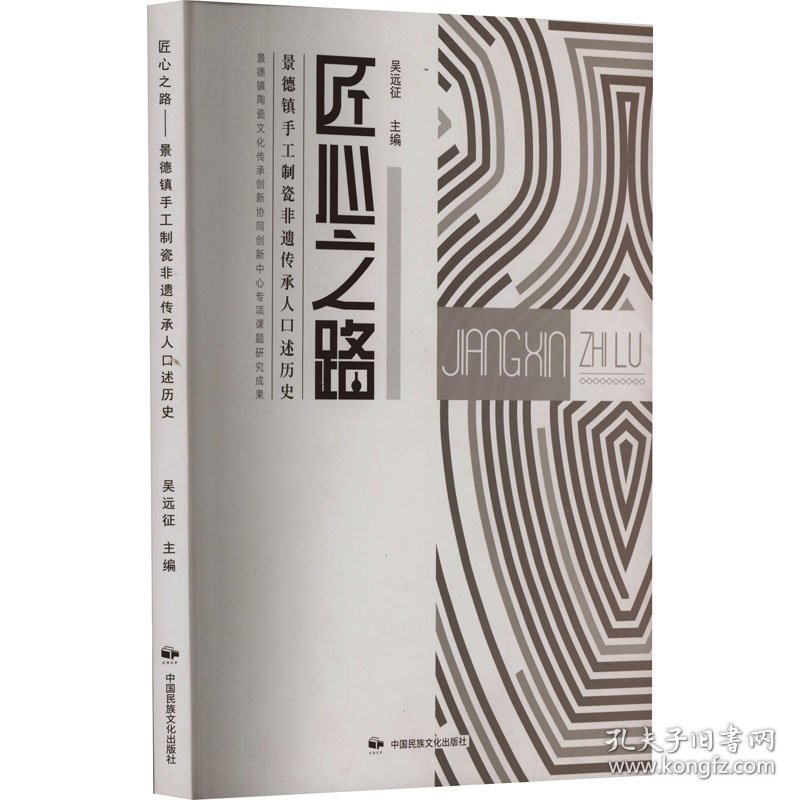 匠心之路——景德镇手工制瓷非遗传承人口述历史
吴远征 主编
CNCP
中国民族文化出版社
吴远征 主编
匠心之路
景德镇手工制瓷非遗传承人口述历史
景德镇陶瓷文化传承创新协同创新中心专项课题研究成果
JIANGXIN
ZHI LU
中国民族文化出版社
孔夫子旧书网
www.kongfz.com